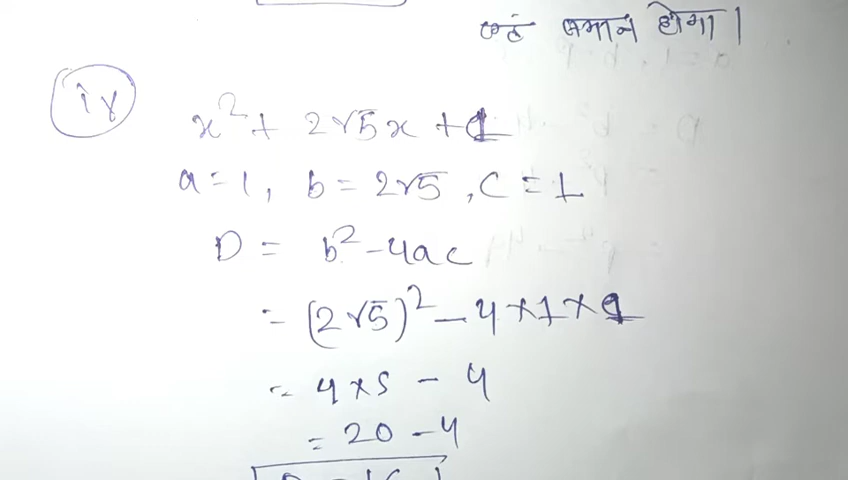 जड़ समान होगा।
iv
x² + 2√5x + 1
a = 1, b = 2√5, c = 1
D = b² - 4ac
= (2√5)² - 4 × 1 × 1
= 4 × 5 - 4
= 20 - 4